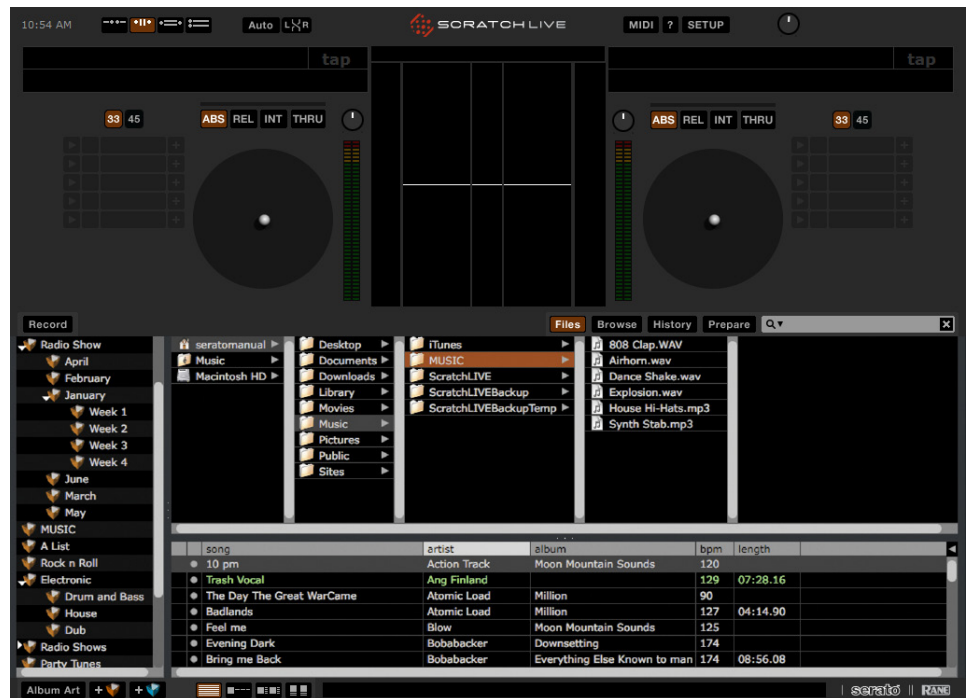 10:54 AM Auto L R SCRATCH LIVE MIDI ? SETUP
tap tap
33 45 ABS REL INT THRU ABS REL INT THRU 33 45
Record Files Browse History Prepare
Radio Show
April
February
January
Week 1
Week 2
Week 3
Week 4
June
March
May
MUSIC
A List
Rock n Roll
Electronic
Drum and Bass
House
Dub
Radio Shows
Party Tunes
seratomanual
Music
Macintosh HD
Desktop
Documents
Downloads
Library
Movies
Music
Pictures
Public
Sites
iTunes
MUSIC
ScratchLIVE
ScratchLIVEBackup
ScratchLIVEBackupTemp
808 Clap.WAV
Airhorn.wav
Dance Shake.wav
Explosion.wav
House Hi-Hats.mp3
Synth Stab.mp3
song artist album bpm length
10 pm Action Track Moon Mountain Sounds 120
Trash Vocal Ang Finland 129 07:28.16
The Day The Great WarCame Atomic Load Million 90
Badlands Atomic Load Million 127 04:14.90
Feel me Blow Moon Mountain Sounds 125
Evening Dark Bobabacker Downsetting 174
Bring me Back Bobabacker Everything Else Known to man 174 08:56.08
Album Art + + serato RANE